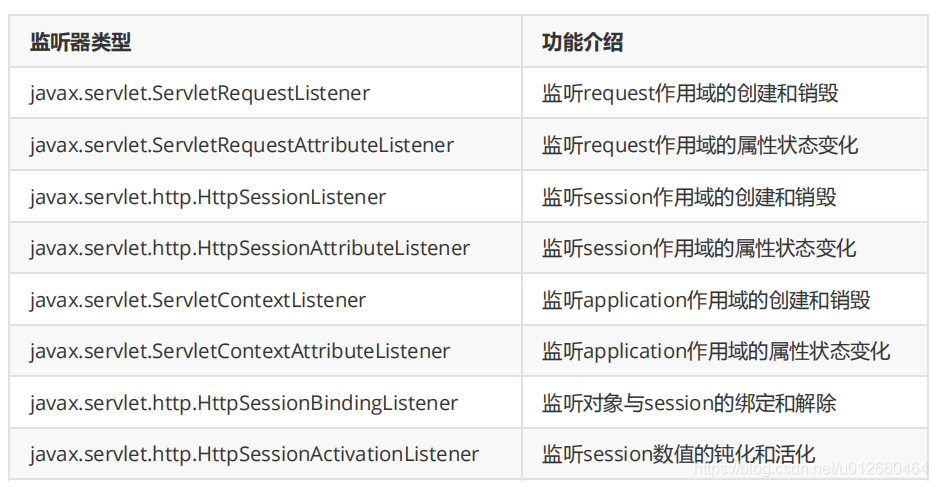 监听器类型 功能介绍
javax.servlet.ServletRequestListener 监听request作用域的创建和销毁
javax.servlet.ServletRequestAttributeListener 监听request作用域的属性状态变化
javax.servlet.http.HttpSessionListener 监听session作用域的创建和销毁
javax.servlet.http.HttpSessionAttributeListener 监听session作用域的属性状态变化
javax.servlet.ServletContextListener 监听application作用域的创建和销毁
javax.servlet.ServletContextAttributeListener 监听application作用域的属性状态变化
javax.servlet.http.HttpSessionBindingListener 监听对象与session的绑定和解除
javax.servlet.http.HttpSessionActivationListener 监听session数值的钝化和活化
https://blog.csdn.net/u012660464